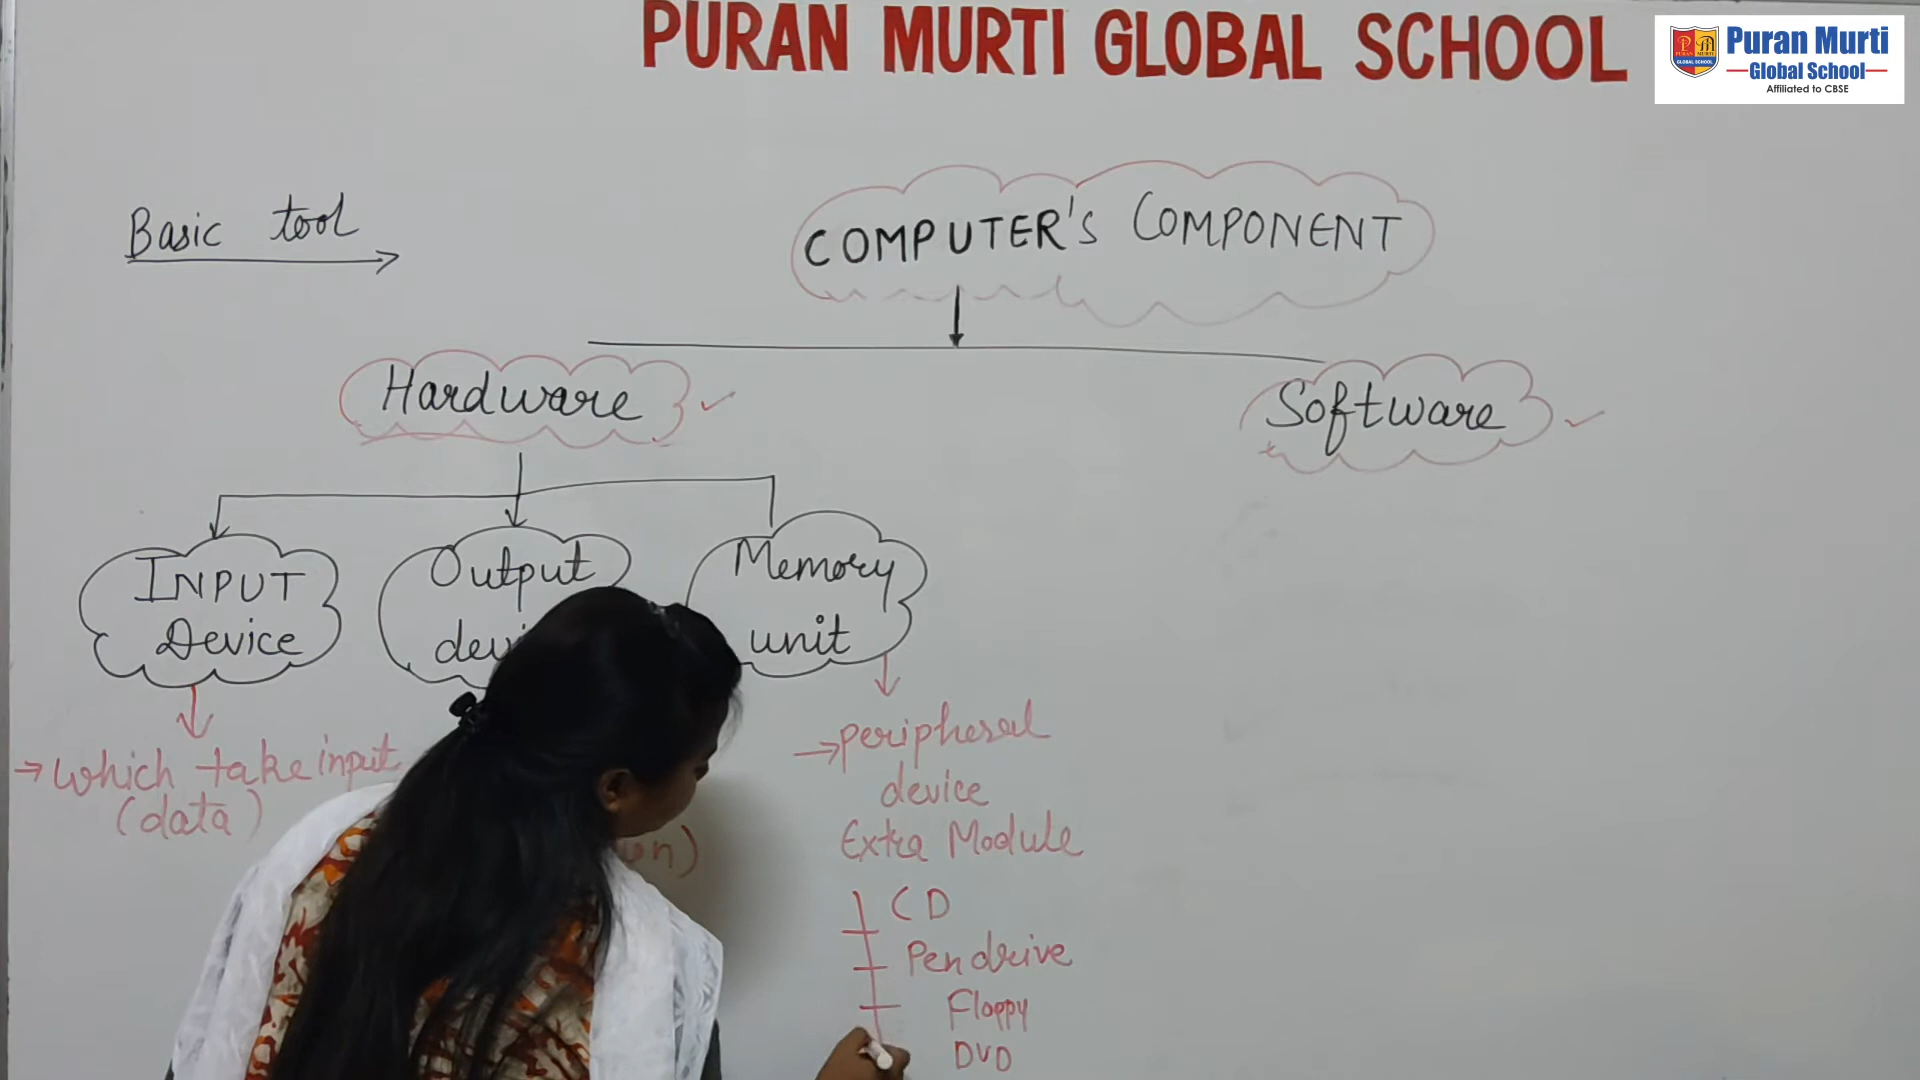 PURAN MURTI GLOBAL SCHOOL
Puran Murti
Global School
Affiliated to CBSE
Basic tool
COMPUTER's COMPONENT
Hardware
Software
INPUT
Device
Output
Memory
unit
→ which take input
(data)
→ peripheral
device
Extra Module
CD
Pendrive
Floppy
DVD